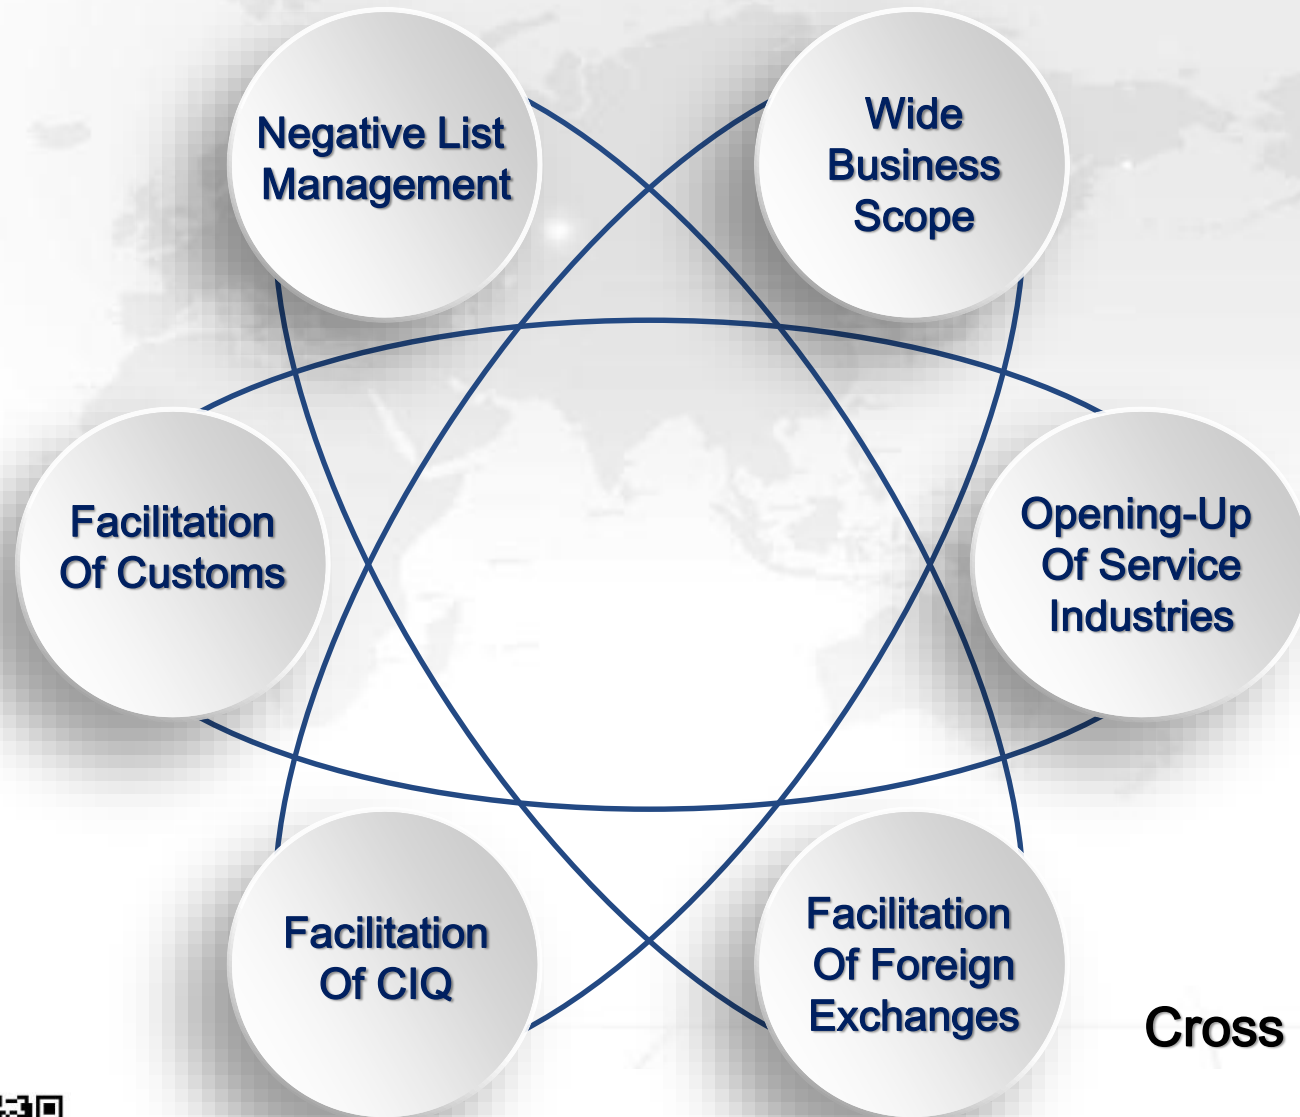 Negative List
Management
Wide
Business
Scope
Facilitation
Of Customs
Opening-Up
Of Service
Industries
Facilitation
Of CIQ
Facilitation
Of Foreign
Exchanges
Cross